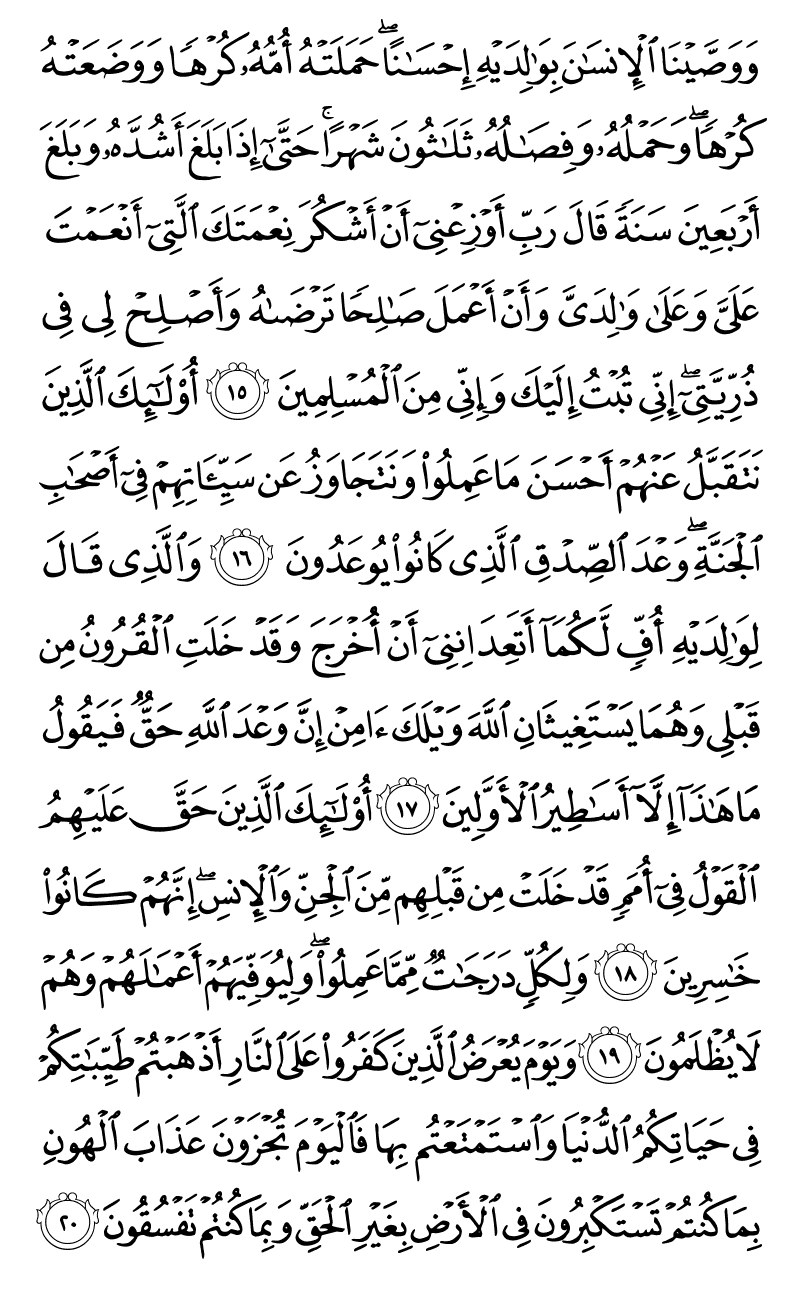 وَوَصَّيْنَا ٱلْإِنسَٰنَ بِوَٰلِدَيْهِ إِحْسَٰنًا ۖ حَمَلَتْهُ أُمُّهُۥ كُرْهًا وَوَضَعَتْهُ
كُرْهًا ۖ وَحَمْلُهُۥ وَفِصَٰلُهُۥ ثَلَٰثُونَ شَهْرًا ۚ حَتَّىٰٓ إِذَا بَلَغَ أَشُدَّهُۥ وَبَلَغَ
أَرْبَعِينَ سَنَةً قَالَ رَبِّ أَوْزِعْنِىٓ أَنْ أَشْكُرَ نِعْمَتَكَ ٱلَّتِىٓ أَنْعَمْتَ
عَلَىَّ وَعَلَىٰ وَٰلِدَىَّ وَأَنْ أَعْمَلَ صَٰلِحًا تَرْضَىٰهُ وَأَصْلِحْ لِى فِى
ذُرِّيَّتِىٓ ۖ إِنِّى تُبْتُ إِلَيْكَ وَإِنِّى مِنَ ٱلْمُسْلِمِينَ ١٥ أُو۟لَٰٓئِكَ ٱلَّذِينَ
نَتَقَبَّلُ عَنْهُمْ أَحْسَنَ مَا عَمِلُوا۟ وَنَتَجَاوَزُ عَن سَيِّـَٔاتِهِمْ فِىٓ أَصْحَٰبِ
ٱلْجَنَّةِ ۖ وَعْدَ ٱلصِّدْقِ ٱلَّذِى كَانُوا۟ يُوعَدُونَ ١٦ وَٱلَّذِى قَالَ
لِوَٰلِدَيْهِ أُفٍّ لَّكُمَآ أَتَعِدَانِنِىٓ أَنْ أُخْرَجَ وَقَدْ خَلَتِ ٱلْقُرُونُ مِن
قَبْلِى وَهُمَا يَسْتَغِيثَانِ ٱللَّهَ وَيْلَكَ ءَامِنْ إِنَّ وَعْدَ ٱللَّهِ حَقٌّ فَيَقُولُ
مَا هَٰذَآ إِلَّآ أَسَٰطِيرُ ٱلْأَوَّلِينَ ١٧ أُو۟لَٰٓئِكَ ٱلَّذِينَ حَقَّ عَلَيْهِمُ
ٱلْقَوْلُ فِىٓ أُمَمٍ قَدْ خَلَتْ مِن قَبْلِهِم مِّنَ ٱلْجِنِّ وَٱلْإِنسِ ۖ إِنَّهُمْ كَانُوا۟
خَٰسِرِينَ ١٨ وَلِكُلٍّ دَرَجَٰتٌ مِّمَّا عَمِلُوا۟ ۖ وَلِيُوَفِّيَهُمْ أَعْمَٰلَهُمْ وَهُمْ
لَا يُظْلَمُونَ ١٩ وَيَوْمَ يُعْرَضُ ٱلَّذِينَ كَفَرُوا۟ عَلَى ٱلنَّارِ أَذْهَبْتُمْ طَيِّبَٰتِكُمْ
فِى حَيَاتِكُمُ ٱلدُّنْيَا وَٱسْتَمْتَعْتُم بِهَا فَٱلْيَوْمَ تُجْزَوْنَ عَذَابَ ٱلْهُونِ
بِمَا كُنتُمْ تَسْتَكْبِرُونَ فِى ٱلْأَرْضِ بِغَيْرِ ٱلْحَقِّ وَبِمَا كُنتُمْ تَفْسُقُونَ ٢٠